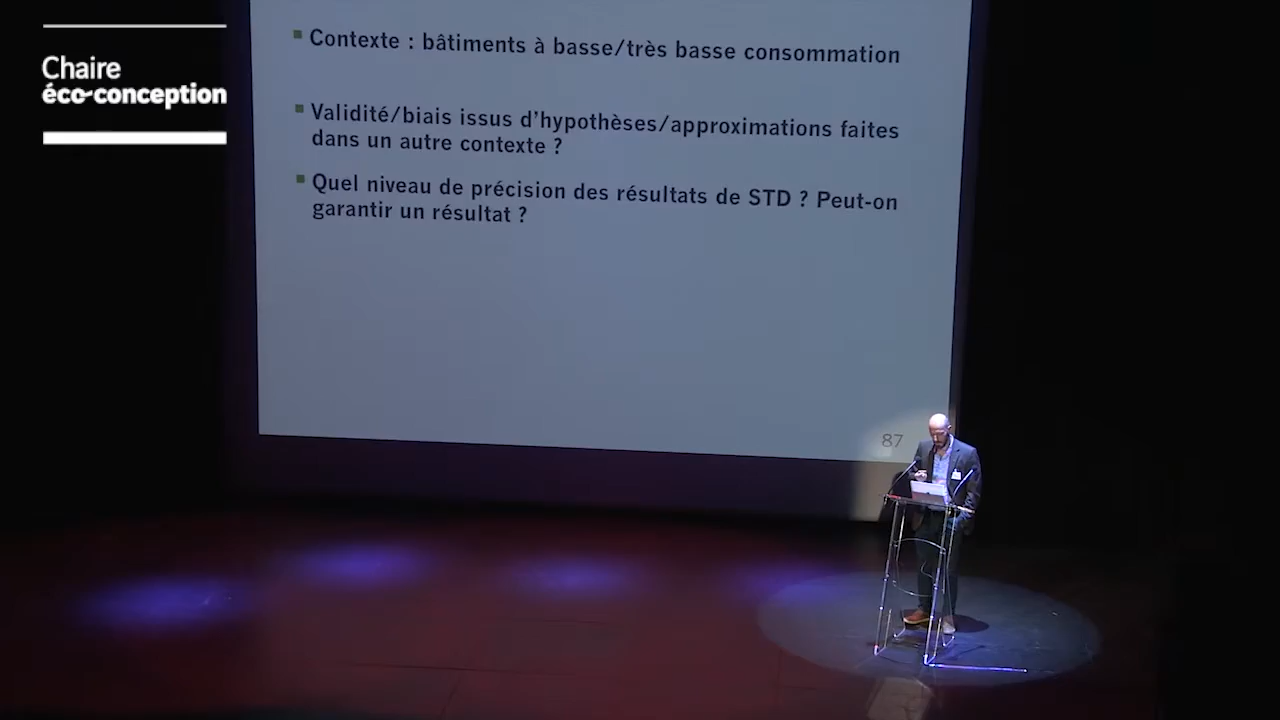 Chaire
éco-conception
Contexte : bâtiments à basse/très basse consommation
Validité/biais issus d'hypothèses/approximations faites
dans un autre contexte ?
Quel niveau de précision des résultats de STD ? Peut-on
garantir un résultat ?
87